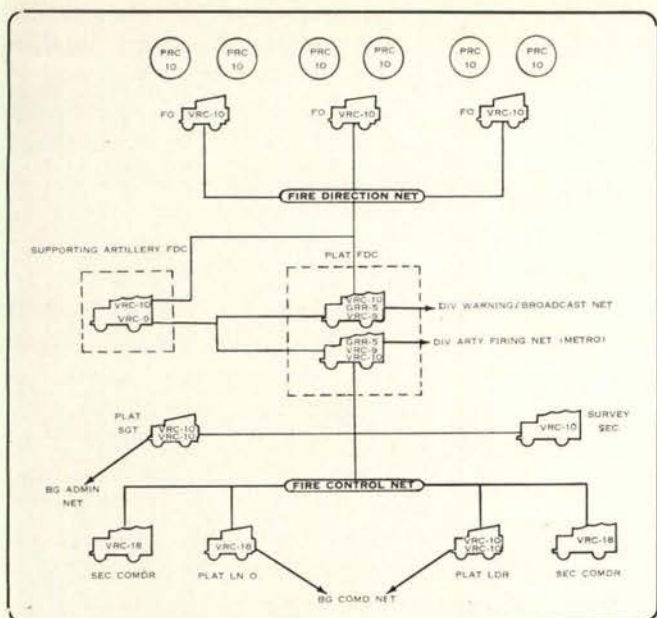 PRC 10 PRC 10 PRC 10 PRC 10 PRC 10 PRC 10
FO VRC-10 FO VRC-10 FO VRC-10
FIRE DIRECTION NET
SUPPORTING ARTILLERY FDC
PLAT FDC
VRC-10
VRC-9
VRC-10
GRR-5
VRC-9
DIV WARNING/BROADCAST NET
GRR-5
VRC-9
VRC-10
DIV ARTY FIRING NET (METRO)
PLAT SGT
VRC-10
VRC-10
VRC-10
SURVEY SEC
BG ADMIN NET
FIRE CONTROL NET
VRC-18 VRC-18 VRC-10 VRC-10 VRC-18
SEC COMDR PLAT LN O PLAT LDR SEC COMDR
BG COMD NET